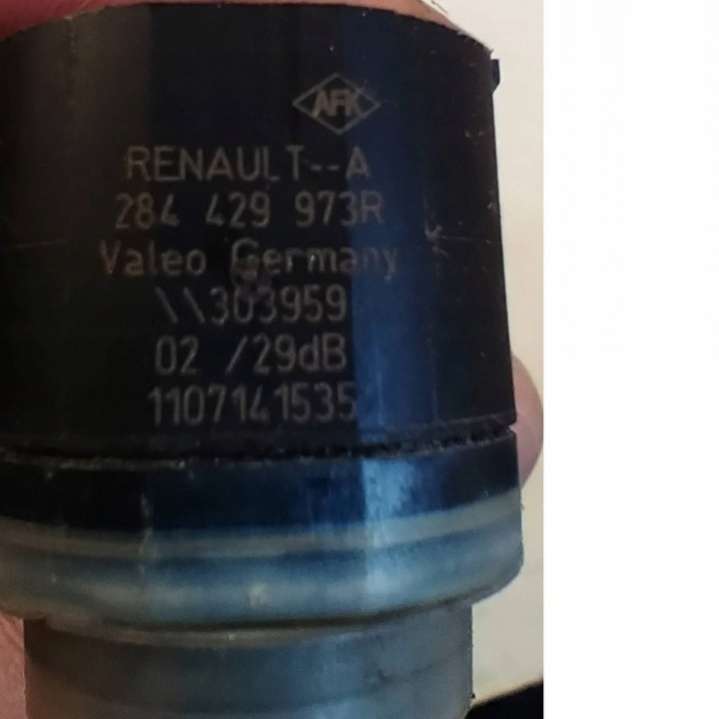 AFK
RENAULT--A
284 429 973R
Valeo Germany
\\303959
02 /29dB
1107141535